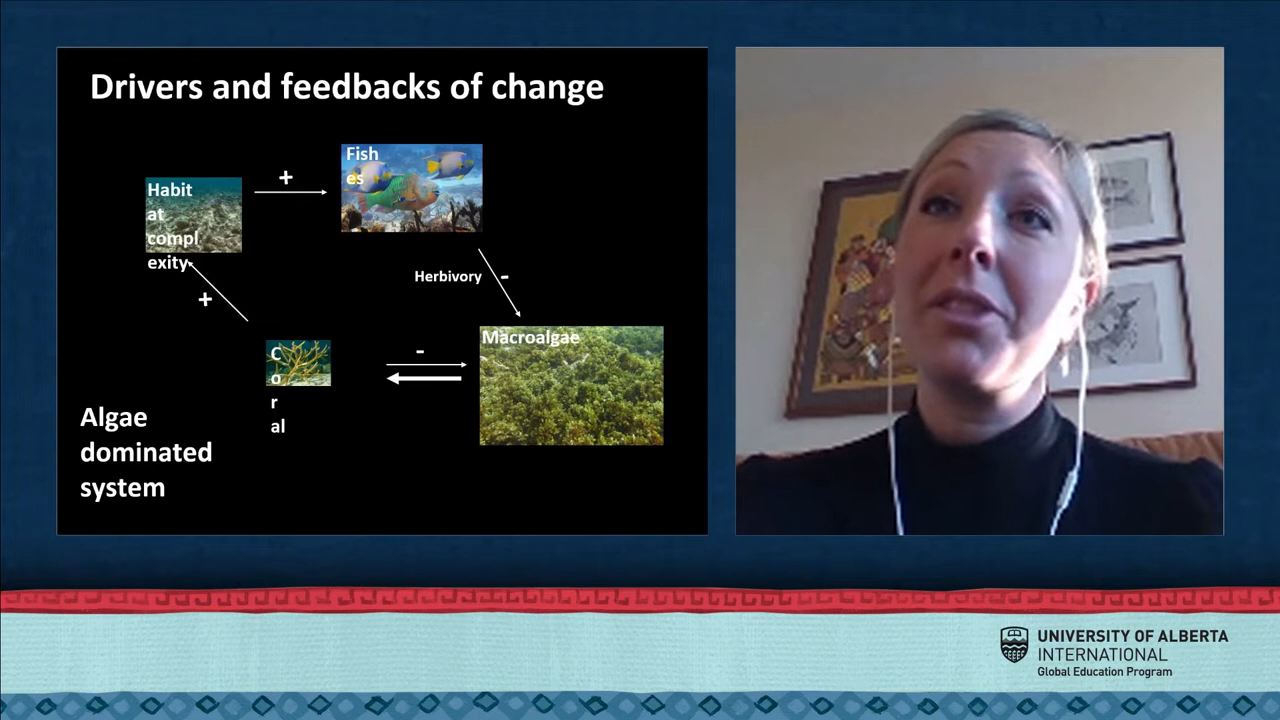 Drivers and feedbacks of change
Fish
es
+
Habit
at
compl
exity
Herbivory
-
+
Macroalgae
-
C
o
r
al
Algae
dominated
system
UNIVERSITY OF ALBERTA
INTERNATIONAL
Global Education Program